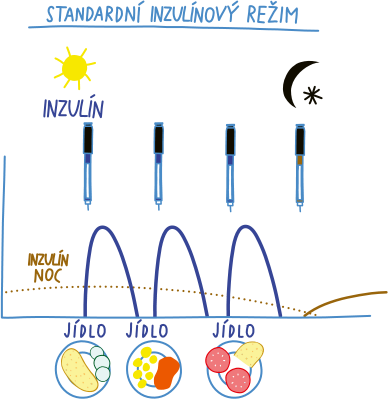 STANDARDNÍ INZULÍNOVÝ REŽIM
INZULÍN
INZULÍN
NOC
JÍDLO JÍDLO JÍDLO